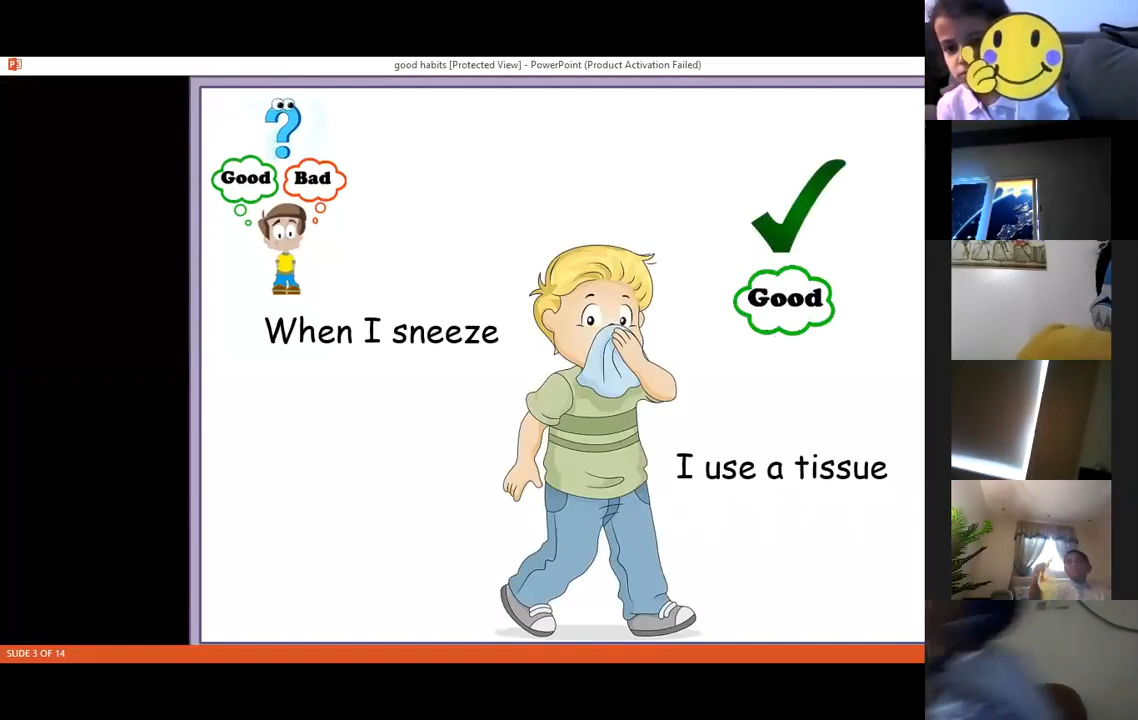 good habits [Protected View] - PowerPoint (Product Activation Failed)
?
Good Bad
Good
When I sneeze
I use a tissue
SLIDE 3 OF 14